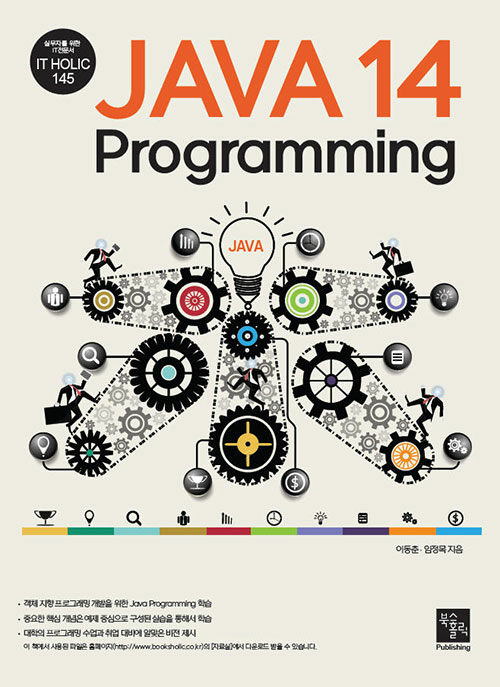 실무자를 위한
IT전문서
IT HOLIC
145
JAVA 14
Programming
JAVA
이동준 · 임정목 지음
• 객체 지향 프로그래밍 개발을 위한 Java Programming 학습
• 중요한 핵심 개념은 예제 중심으로 구성된 실습을 통해서 학습
• 대학의 프로그래밍 수업과 취업 대비에 알맞은 비전 제시
이 책에서 사용된 파일은 홈페이지(http://www.booksholic.co.kr)의 [자료실]에서 다운로드 받을 수 있습니다.
북스
홀릭
Publishing